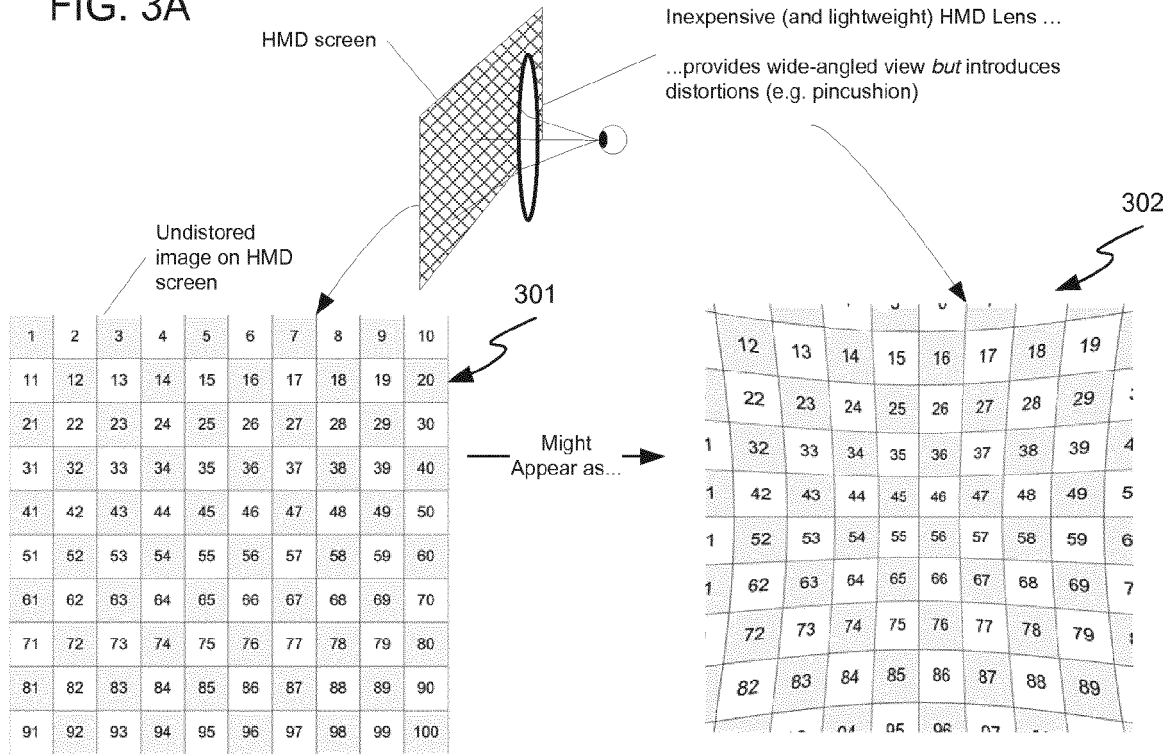 FIG. 3A
HMD screen
Inexpensive (and lightweight) HMD Lens ...
...provides wide-angled view but introduces
distortions (e.g. pincushion)
Undistored
image on HMD
screen
301
302
1 2 3 4 5 6 7 8 9 10
11 12 13 14 15 16 17 18 19 20
21 22 23 24 25 26 27 28 29 30
31 32 33 34 35 36 37 38 39 40
41 42 43 44 45 46 47 48 49 50
51 52 53 54 55 56 57 58 59 60
61 62 63 64 65 66 67 68 69 70
71 72 73 74 75 76 77 78 79 80
81 82 83 84 85 86 87 88 89 90
91 92 93 94 95 96 97 98 99 100
Might
Appear as...
12 13 14 15 16 17 18 19
22 23 24 25 26 27 28 29
32 33 34 35 36 37 38 39
42 43 44 45 46 47 48 49
52 53 54 55 56 57 58 59
62 63 64 65 66 67 68 69
72 73 74 75 76 77 78 79
82 83 84 85 86 87 88 89
95 96